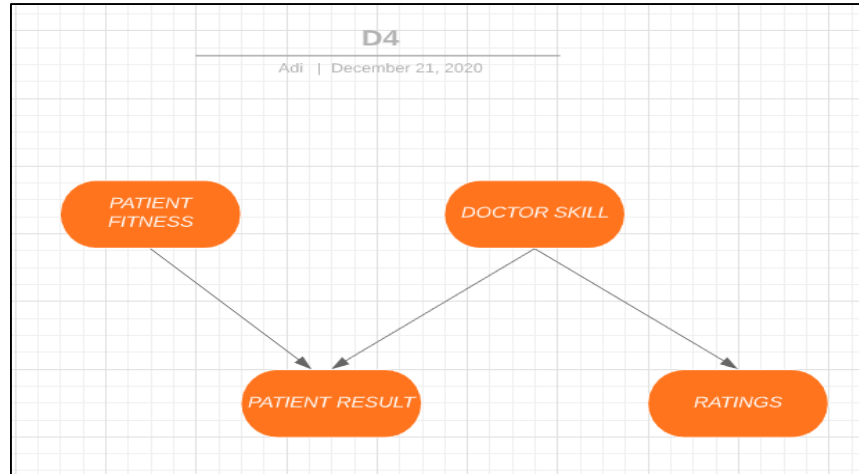 D4
Adi | December 21, 2020
PATIENT
FITNESS
DOCTOR SKILL
PATIENT RESULT
RATINGS